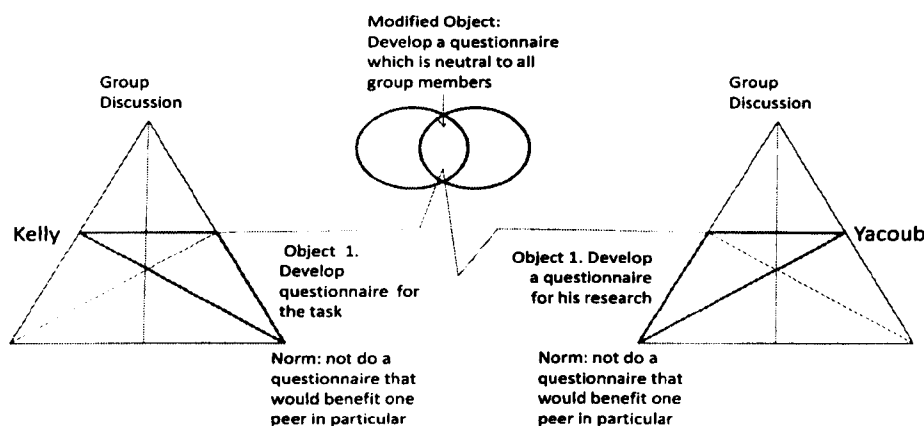 Modified Object:
Develop a questionnaire
which is neutral to all
group members
Group
Discussion
Group
Discussion
Kelly
Yacoub
Object 1.
Develop
questionnaire for
the task
Object 1. Develop
a questionnaire
for his research
Norm: not do a
questionnaire that
would benefit one
peer in particular
Norm: not do a
questionnaire that
would benefit one
peer in particular